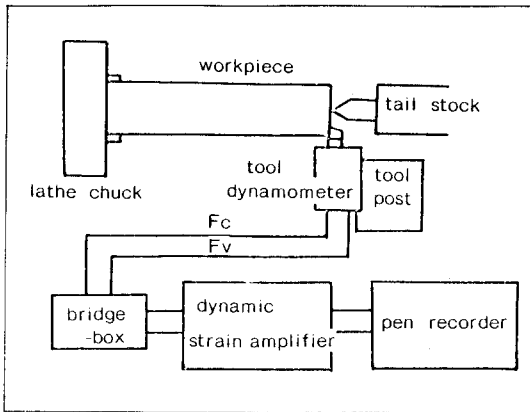 workpiece
tail stock
lathe chuck
tool
dynamometer
tool
post
Fc
Fv
bridge
-box
dynamic
strain amplifier
pen recorder